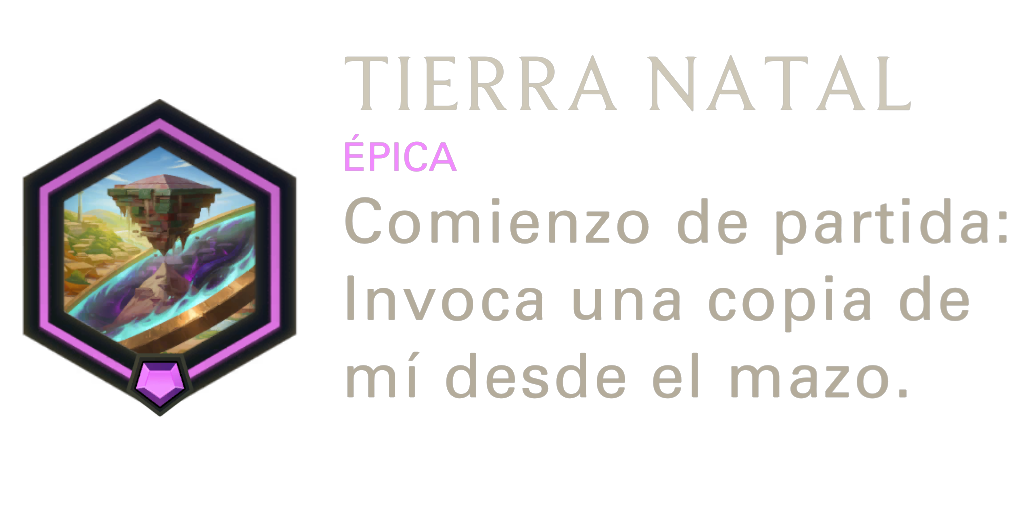 TIERRA NATAL
ÉPICA
Comienzo de partida:
Invoca una copia de
mí desde el mazo.